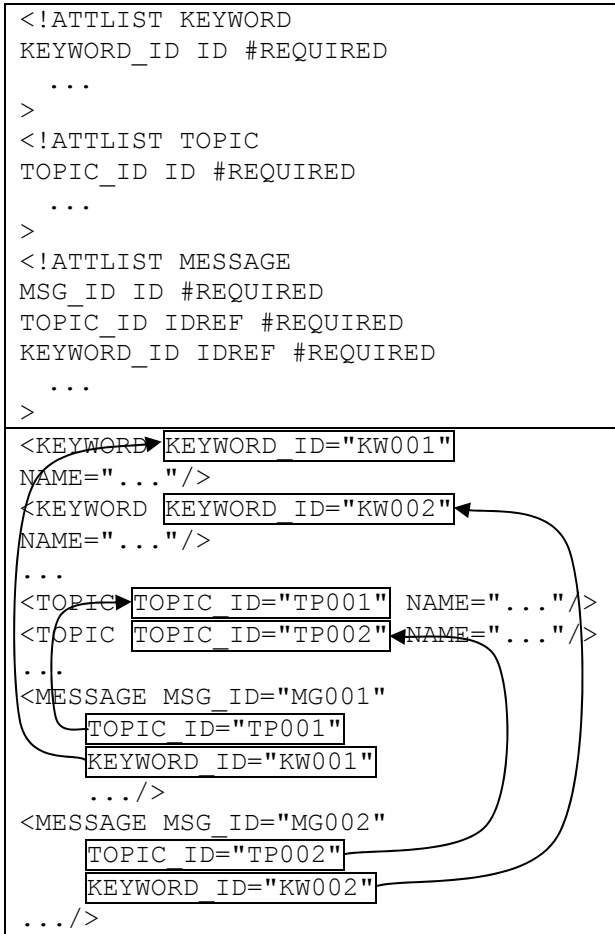 <!ATTLIST KEYWORD
KEYWORD_ID ID #REQUIRED
...
>
<!ATTLIST TOPIC
TOPIC_ID ID #REQUIRED
...
>
<!ATTLIST MESSAGE
MSG_ID ID #REQUIRED
TOPIC_ID IDREF #REQUIRED
KEYWORD_ID IDREF #REQUIRED
...
>
<KEYWORD KEYWORD_ID="KW001"
NAME="..."/>
<KEYWORD KEYWORD_ID="KW002"
NAME="..."/>
...
<TOPIC TOPIC_ID="TP001" NAME="..."/>
<TOPIC TOPIC_ID="TP002" NAME="..."/>
...
<MESSAGE MSG_ID="MG001"
TOPIC_ID="TP001"
KEYWORD_ID="KW001"
.../>
<MESSAGE MSG_ID="MG002"
TOPIC_ID="TP002"
KEYWORD_ID="KW002"
.../>